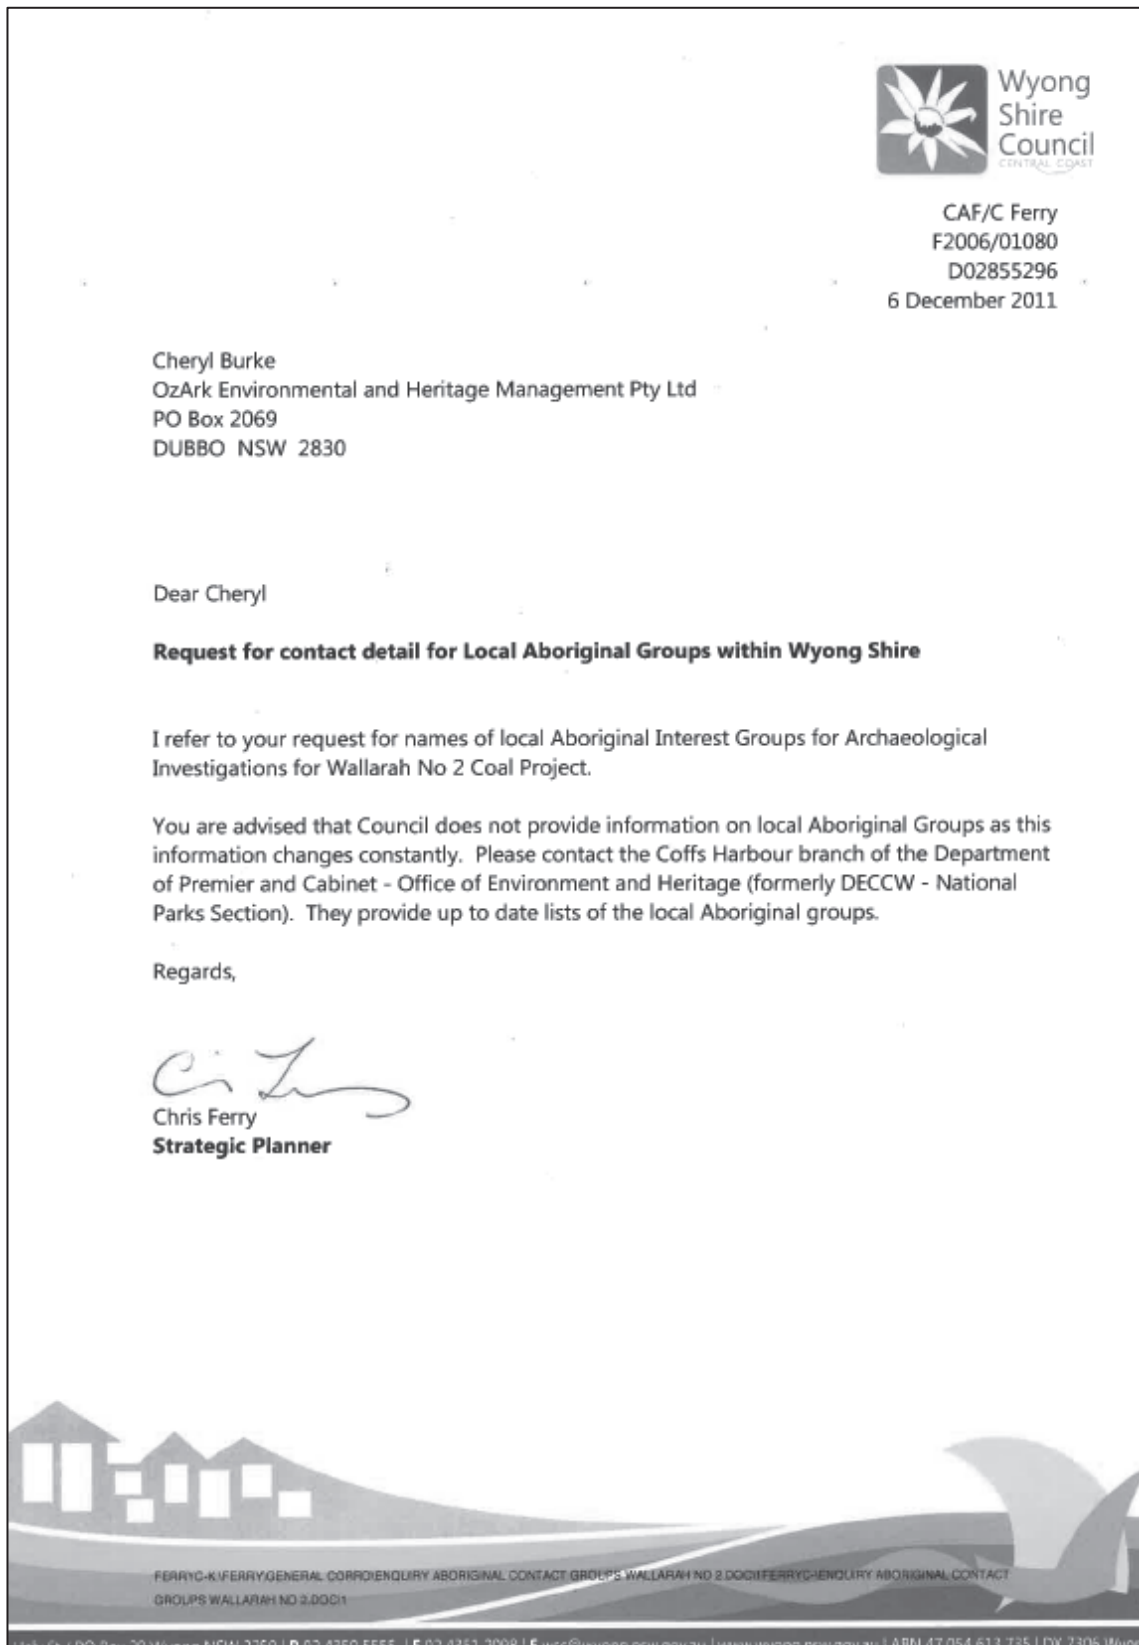 Wyong
Shire
Council
CENTRAL COAST
CAF/C Ferry
F2006/01080
D02855296
6 December 2011
Cheryl Burke
OzArk Environmental and Heritage Management Pty Ltd
PO Box 2069
DUBBO NSW 2830
Dear Cheryl
Request for contact detail for Local Aboriginal Groups within Wyong Shire
I refer to your request for names of local Aboriginal Interest Groups for Archaeological
Investigations for Wallarah No 2 Coal Project.
You are advised that Council does not provide information on local Aboriginal Groups as this
information changes constantly. Please contact the Coffs Harbour branch of the Department
of Premier and Cabinet - Office of Environment and Heritage (formerly DECCW - National
Parks Section). They provide up to date lists of the local Aboriginal groups.
Regards,
Chris Ferry
Strategic Planner
FERRYC-K:\FERRY\GENERAL CORRO\ENQUIRY ABORIGINAL CONTACT GROUPS WALLARAH NO 2.DOC\1FERRYC-\ENQUIRY ABORIGINAL CONTACT
GROUPS WALLARAH NO 2.DOC\1